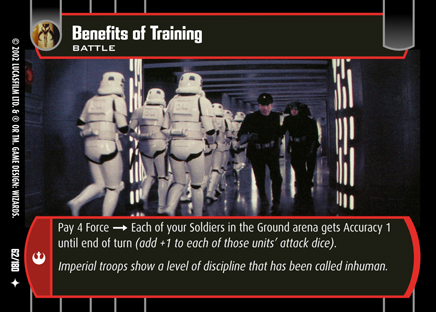 Benefits of Training
BATTLE
Pay 4 Force → Each of your Soldiers in the Ground arena gets Accuracy 1
until end of turn (add +1 to each of those units' attack dice).
Imperial troops show a level of discipline that has been called inhuman.
© 2002 LUCASFILM LTD. & ® OR TM. GAME DESIGN: WIZARDS.
62/180